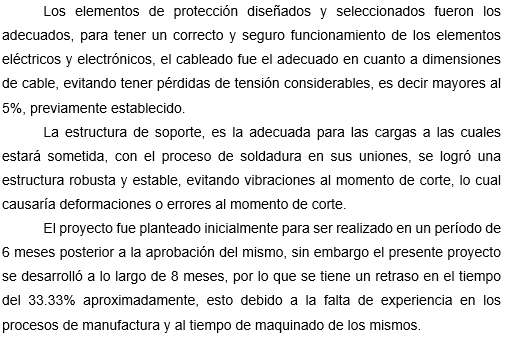 Los elementos de protección diseñados y seleccionados fueron los
adecuados, para tener un correcto y seguro funcionamiento de los elementos
eléctricos y electrónicos, el cableado fue el adecuado en cuanto a dimensiones
de cable, evitando tener pérdidas de tensión considerables, es decir mayores al
5%, previamente establecido.
La estructura de soporte, es la adecuada para las cargas a las cuales
estará sometida, con el proceso de soldadura en sus uniones, se logró una
estructura robusta y estable, evitando vibraciones al momento de corte, lo cual
causaría deformaciones o errores al momento de corte.
El proyecto fue planteado inicialmente para ser realizado en un período de
6 meses posterior a la aprobación del mismo, sin embargo el presente proyecto
se desarrolló a lo largo de 8 meses, por lo que se tiene un retraso en el tiempo
del 33.33% aproximadamente, esto debido a la falta de experiencia en los
procesos de manufactura y al tiempo de maquinado de los mismos.